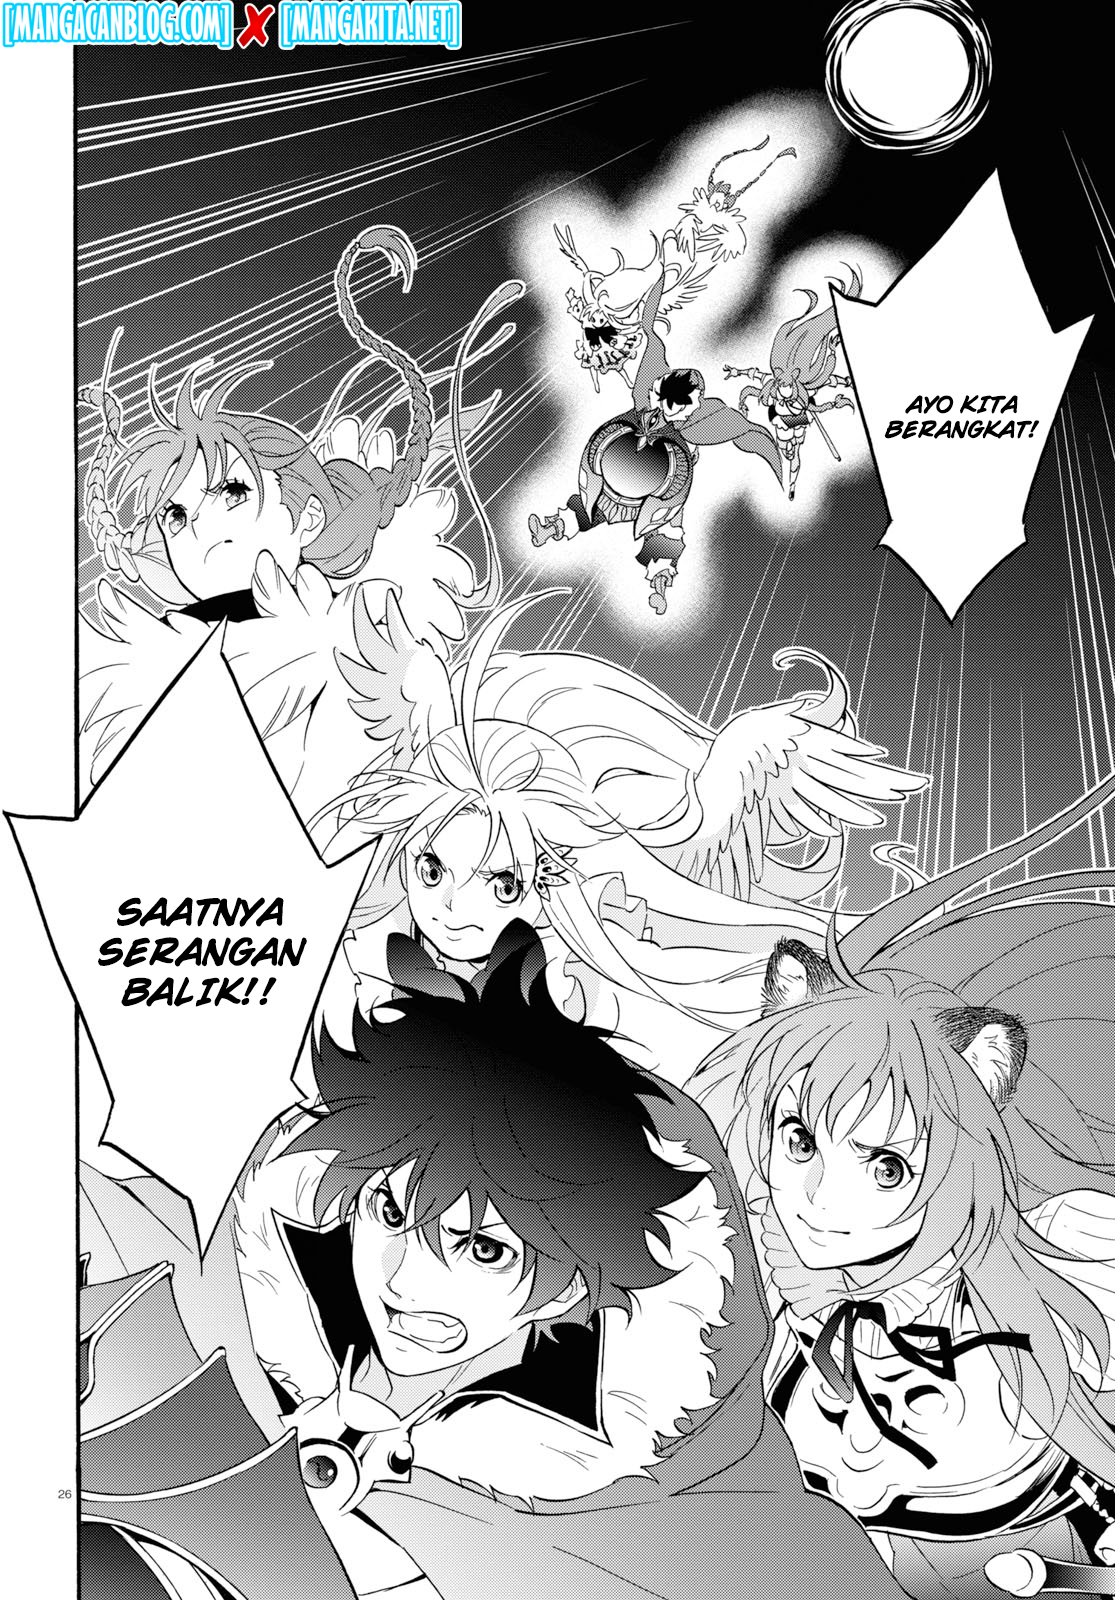 [MANGACANBLOG.COM] X [MANGAKITA.NET]
AYO KITA
BERANGKAT!
SAATNYA
SERANGAN
BALIK!!
26